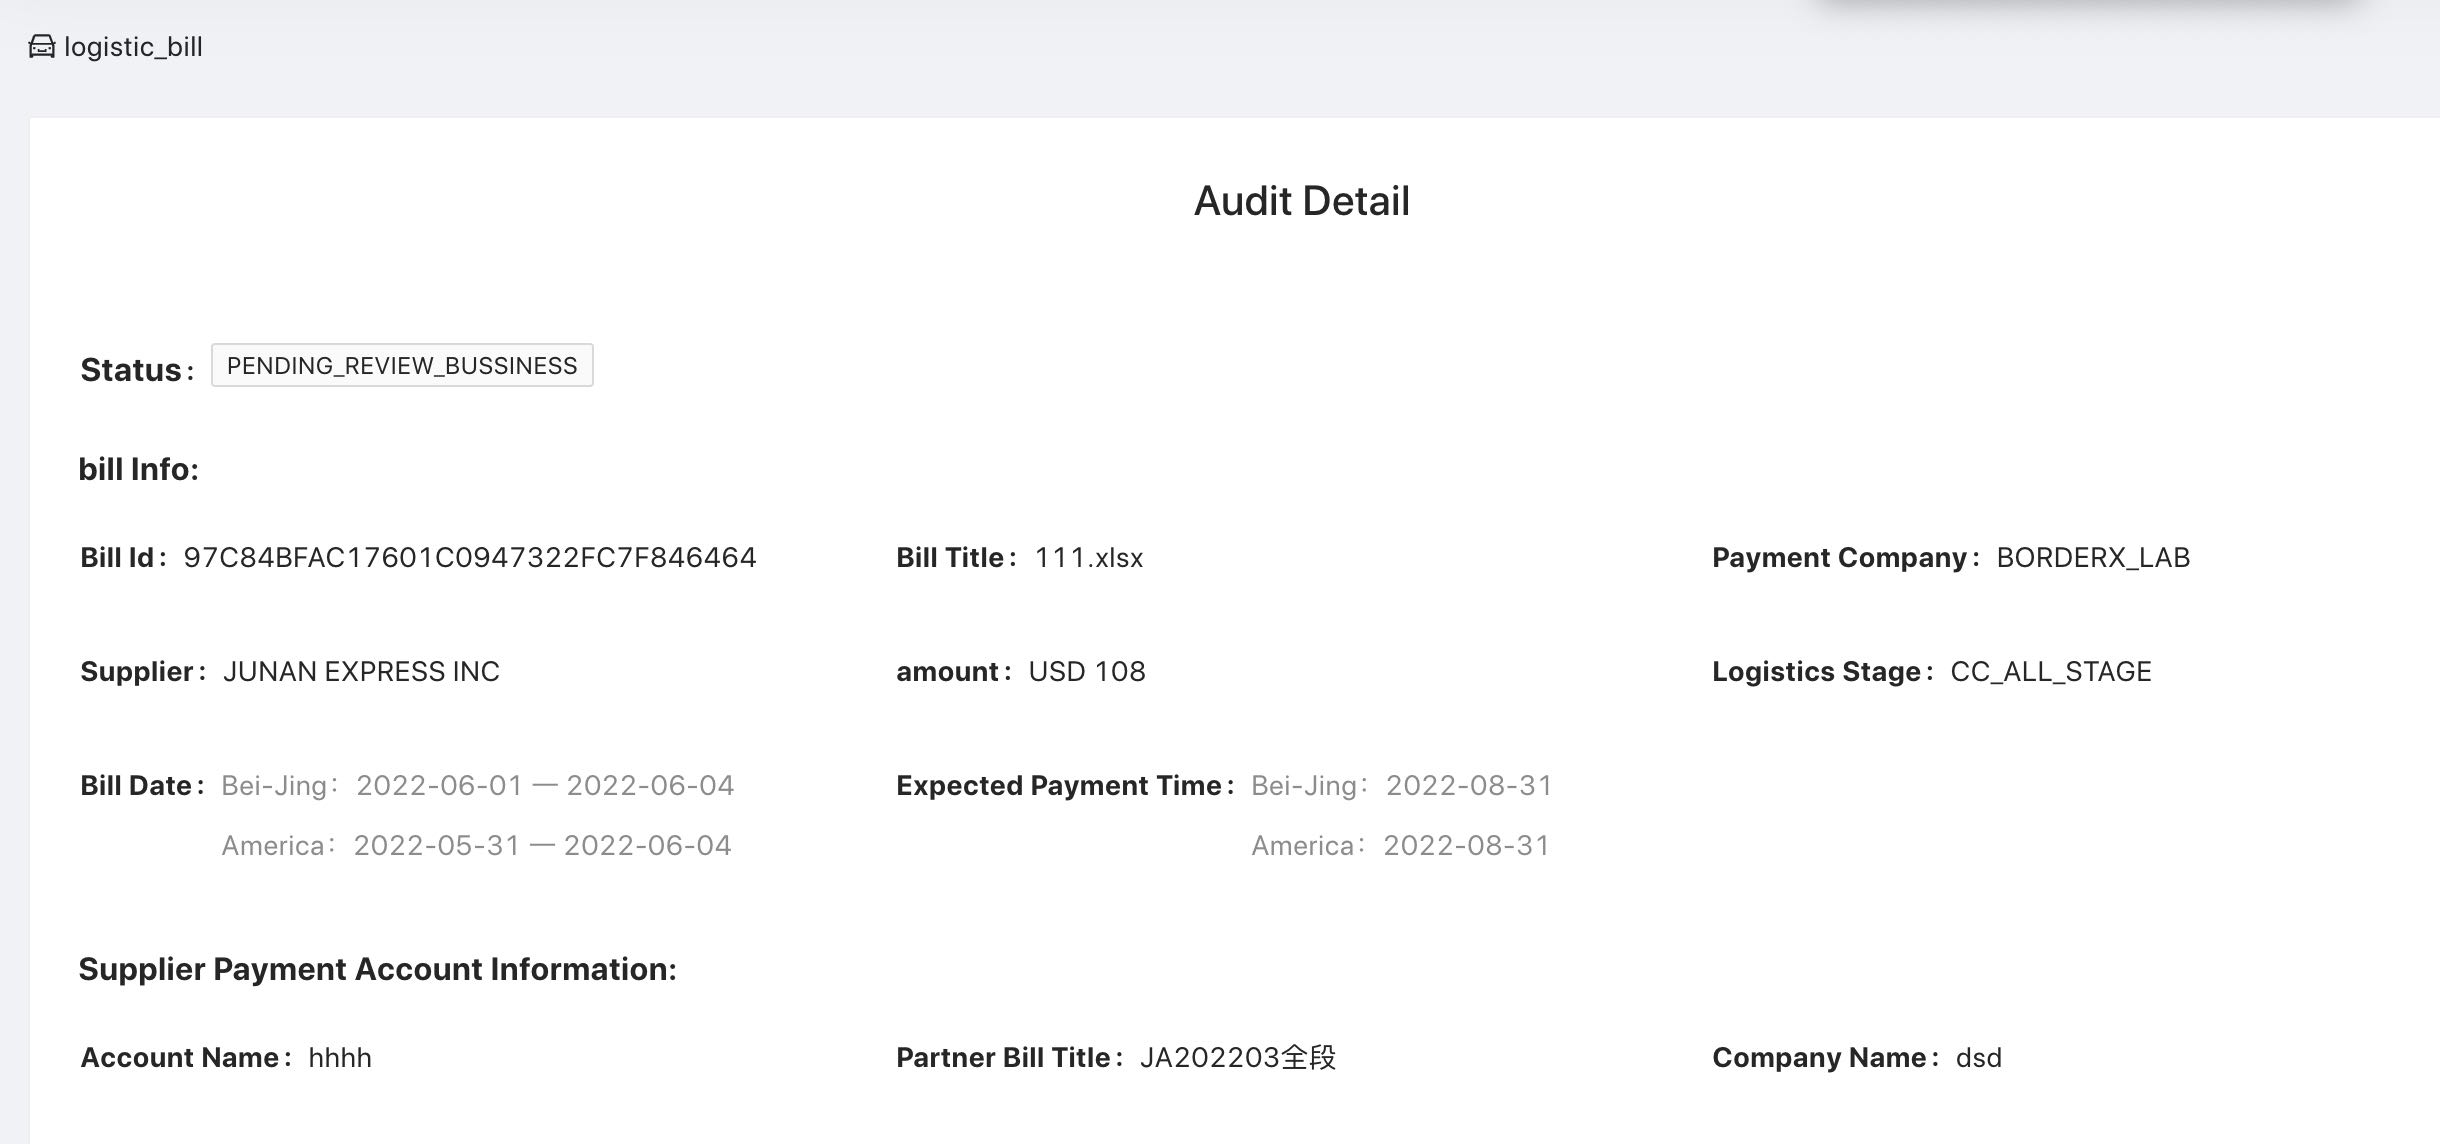 logistic_bill
Audit Detail
Status： PENDING_REVIEW_BUSSINESS
bill Info:
Bill Id： 97C84BFAC17601C0947322FC7F846464 Bill Title： 111.xlsx Payment Company： BORDERX_LAB
Supplier： JUNAN EXPRESS INC amount： USD 108 Logistics Stage： CC_ALL_STAGE
Bill Date： Bei-Jing： 2022-06-01 — 2022-06-04 Expected Payment Time： Bei-Jing： 2022-08-31
America： 2022-05-31 — 2022-06-04 America： 2022-08-31
Supplier Payment Account Information:
Account Name： hhhh Partner Bill Title： JA202203全段 Company Name： dsd